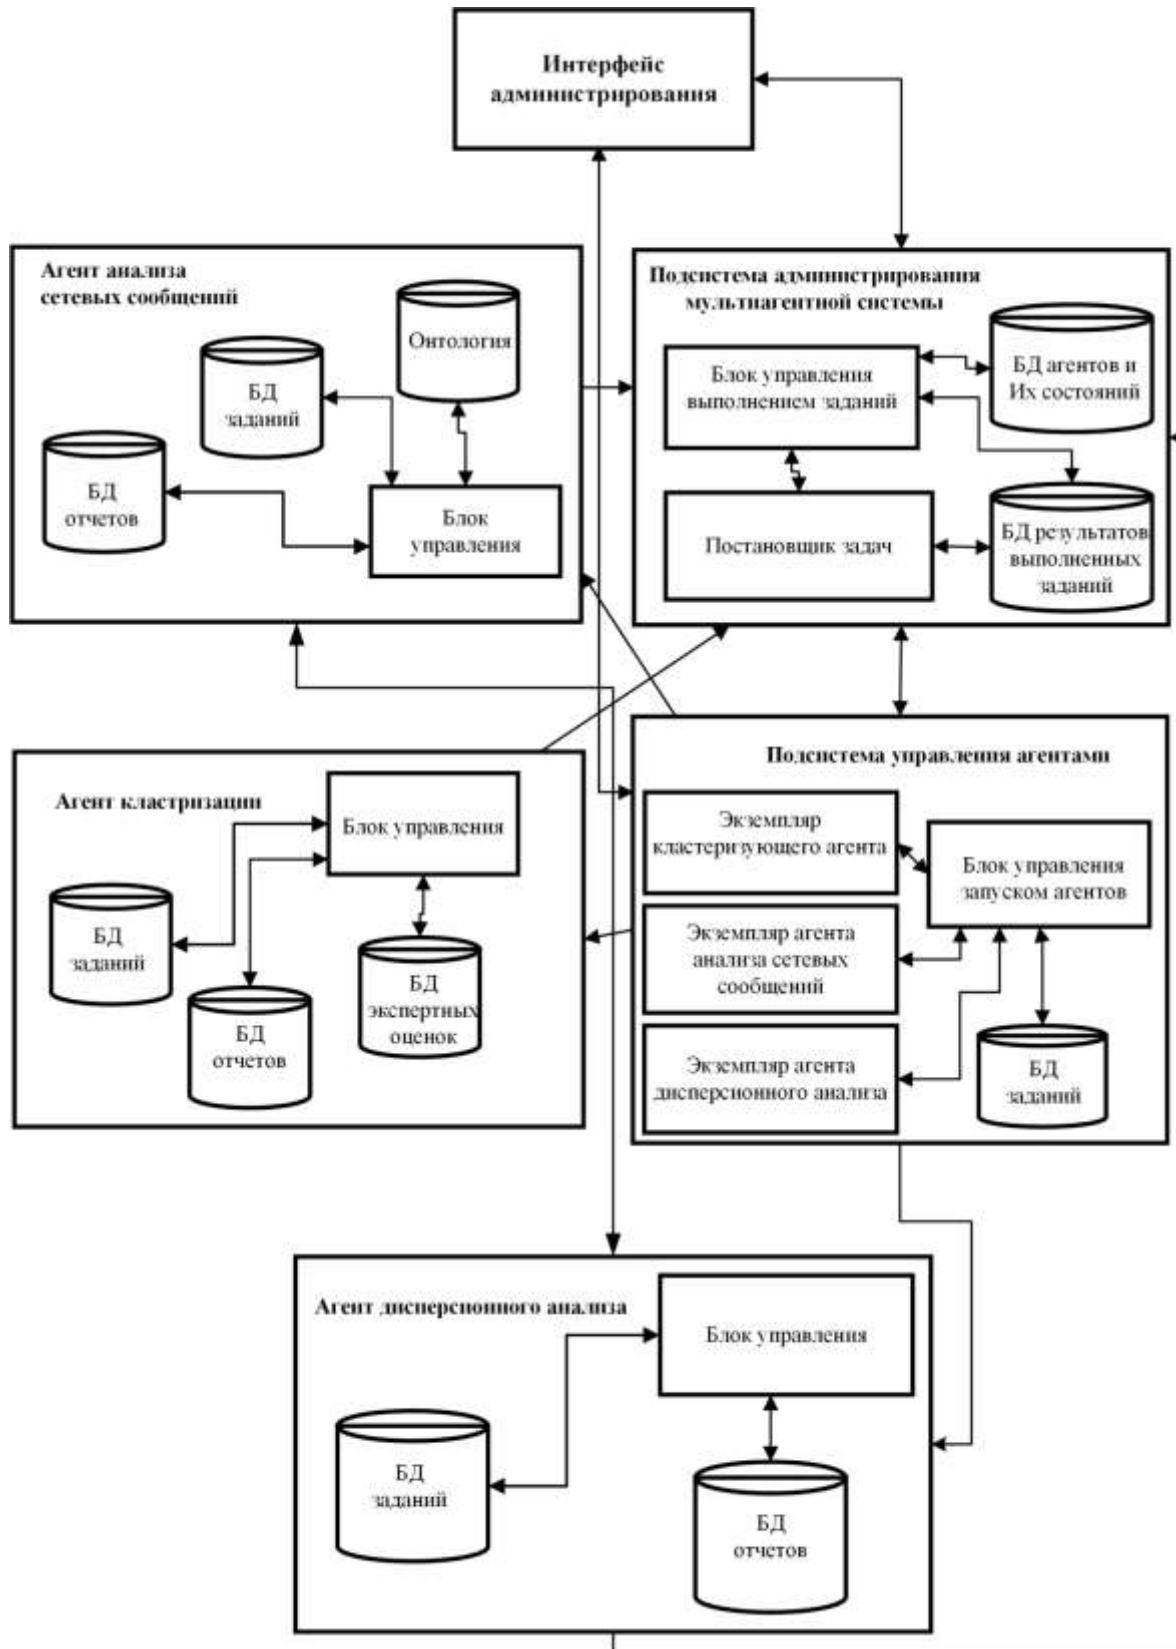 Интерфейс
администрирования
Агент анализа
сетевых сообщений
Онтология
БД
заданий
БД
отчетов
Блок
управления
Подсистема администрирования
мультиагентной системы
Блок управления
выполнением заданий
БД агентов и
Их состояний
Постановщик задач
БД результатов
выполненных
заданий
Агент кластризации
Блок управления
БД
заданий
БД
отчетов
БД
экспертных
оценок
Подсистема управления агентами
Экземпляр
кластеризующего агента
Блок управления
запуском агентов
Экземпляр агента
анализа сетевых
сообщений
Экземпляр агента
дисперсионного анализа
БД
заданий
Агент дисперсионного анализа
Блок управления
БД
заданий
БД
отчетов